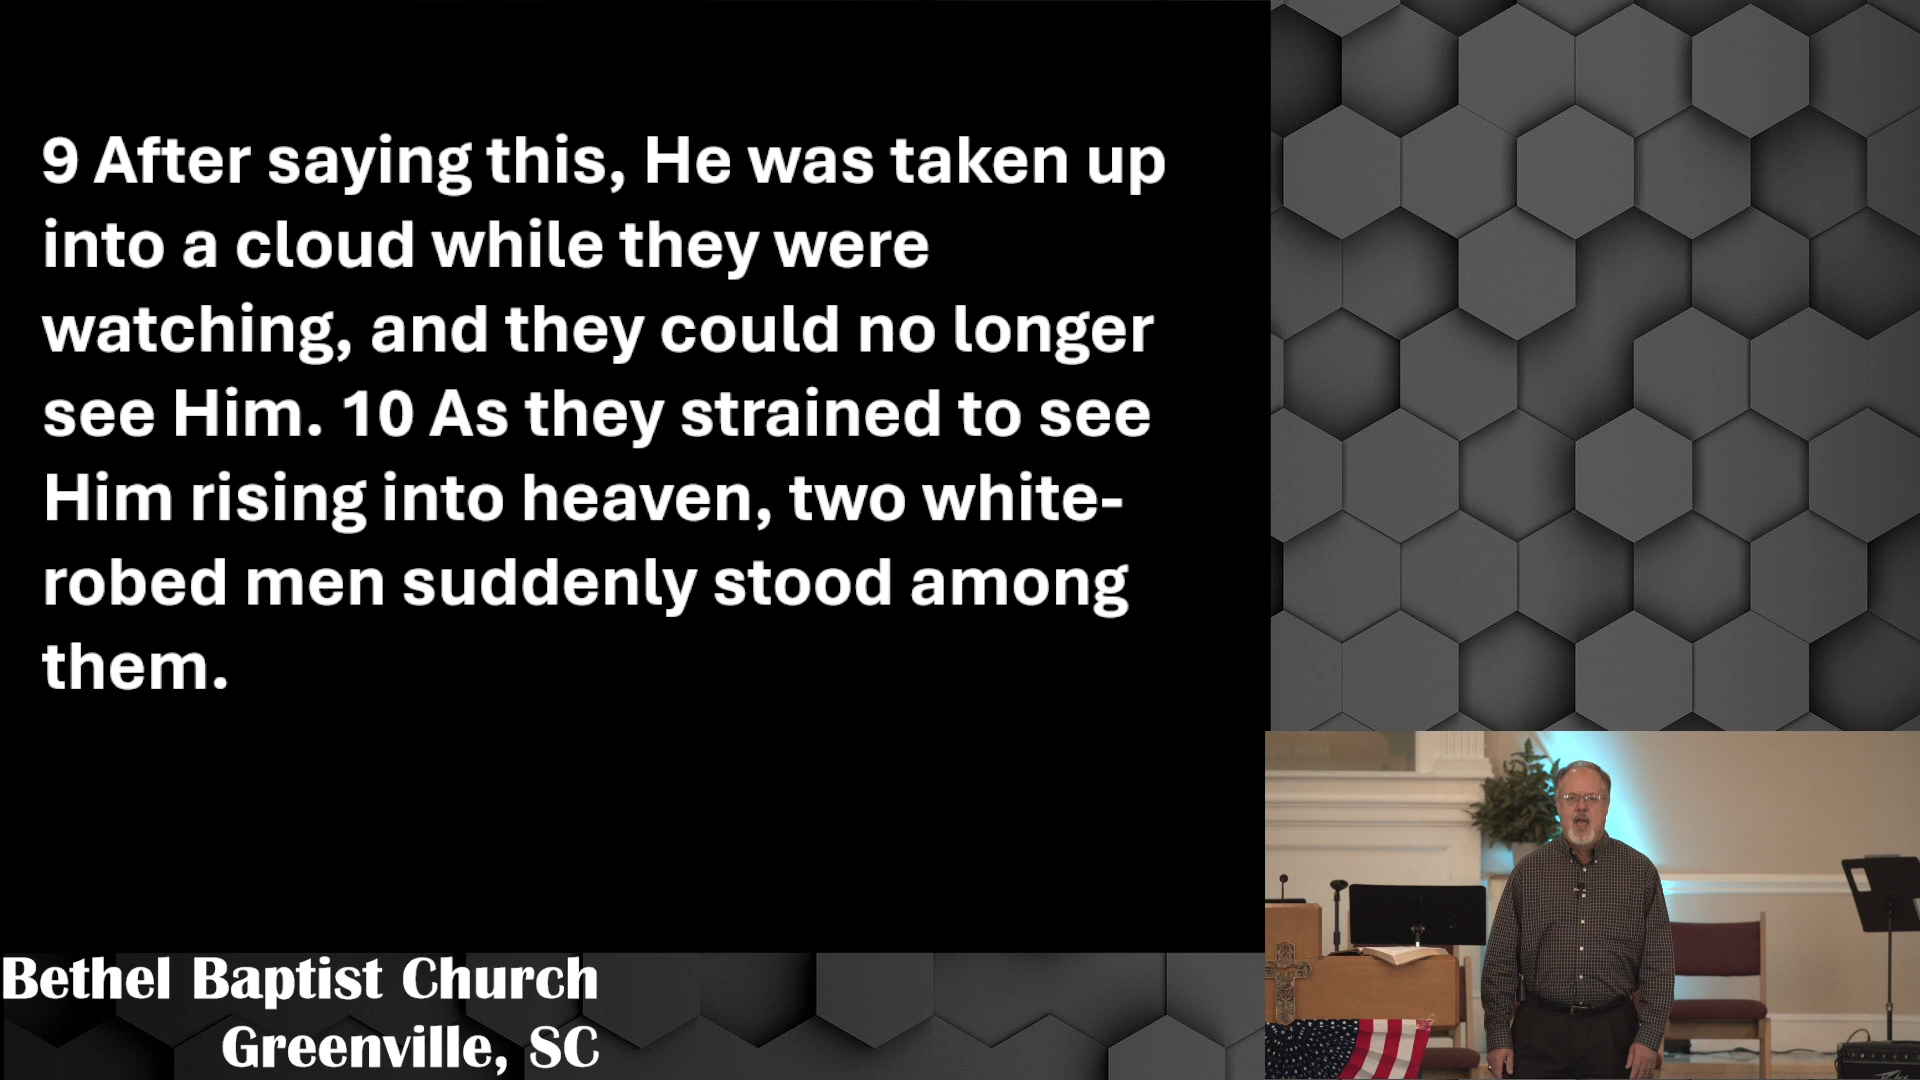 9 After saying this, He was taken up
into a cloud while they were
watching, and they could no longer
see Him. 10 As they strained to see
Him rising into heaven, two white-
robed men suddenly stood among
them.
Bethel Baptist Church
Greenville, SC